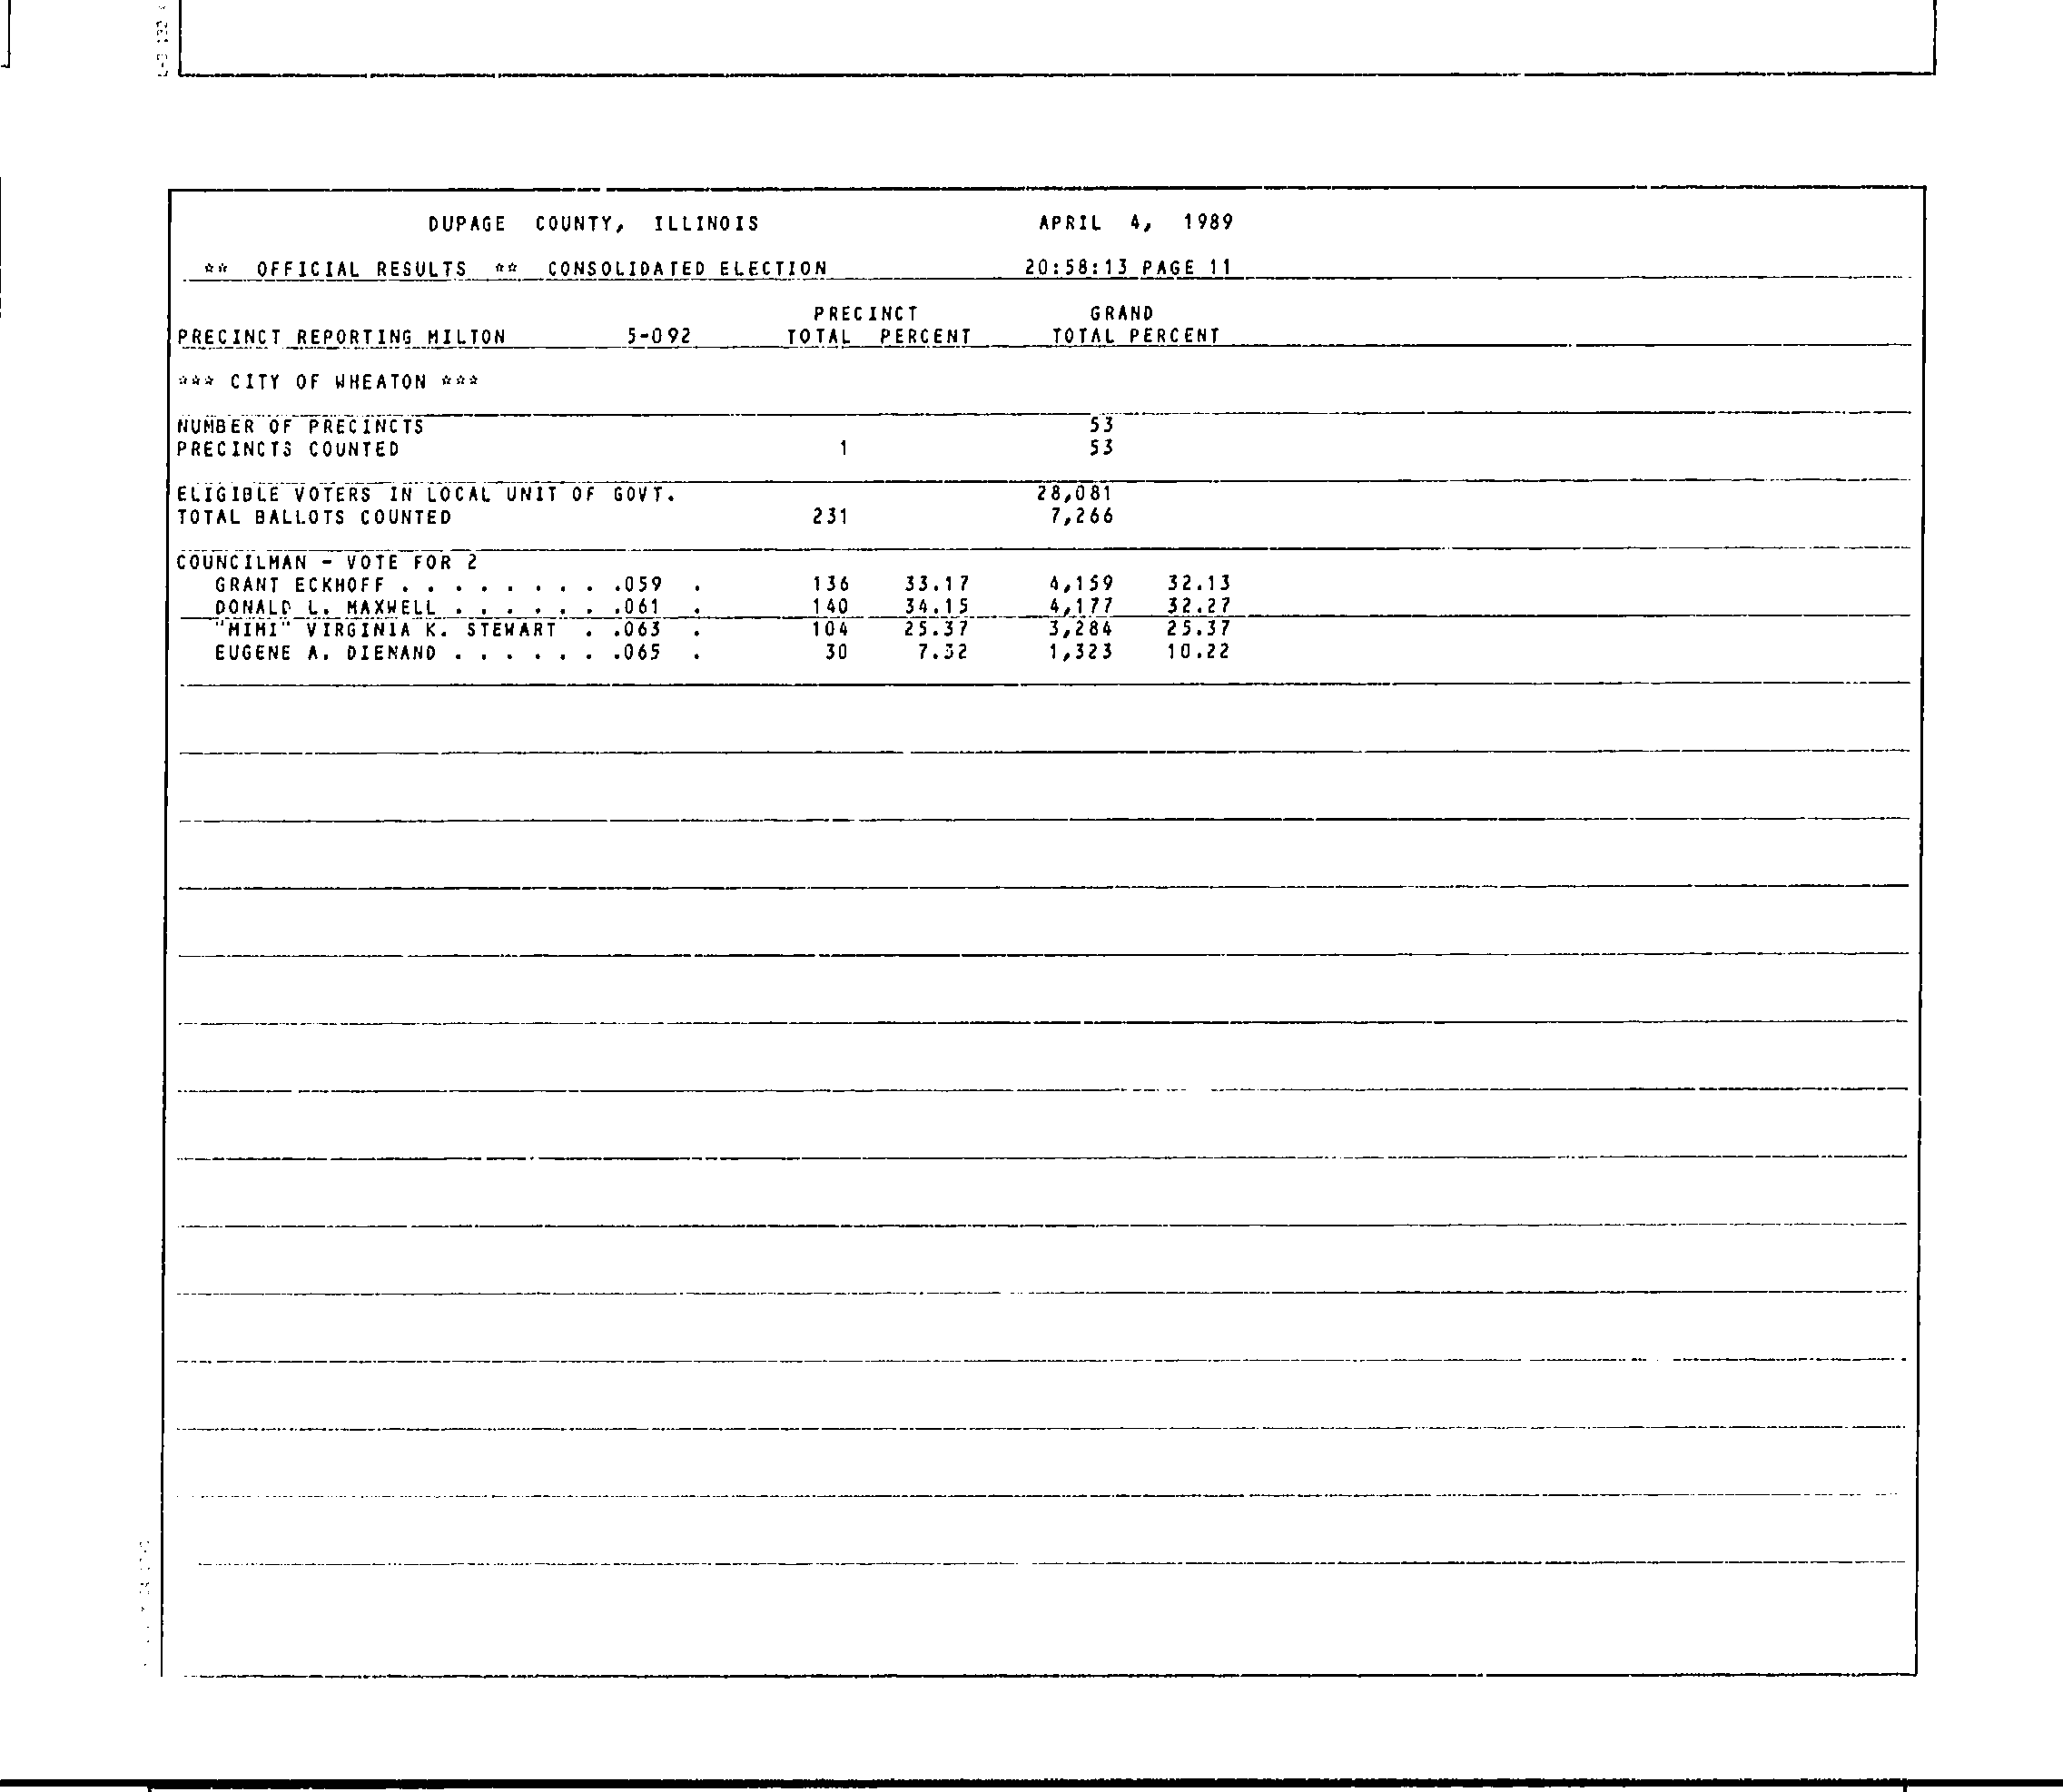 DUPAGE COUNTY, ILLINOIS APRIL 4, 1989
** OFFICIAL RESULTS ** CONSOLIDATED ELECTION 20:58:13 PAGE 11
PRECINCT GRAND
PRECINCT REPORTING MILTON 5-092 TOTAL PERCENT TOTAL PERCENT
*** CITY OF WHEATON ***
NUMBER OF PRECINCTS 53
PRECINCTS COUNTED 1 53
ELIGIBLE VOTERS IN LOCAL UNIT OF GOVT. 28,081
TOTAL BALLOTS COUNTED 231 7,266
COUNCILMAN - VOTE FOR 2
GRANT ECKHOFF . . . . . . . . .059 . 136 33.17 4,159 32.13
DONALD L. MAXWELL . . . . . . .061 . 140 34.15 4,177 32.27
"MIMI" VIRGINIA K. STEWART . .063 . 104 25.37 3,284 25.37
EUGENE A. DIENAND . . . . . . .065 . 30 7.32 1,323 10.22